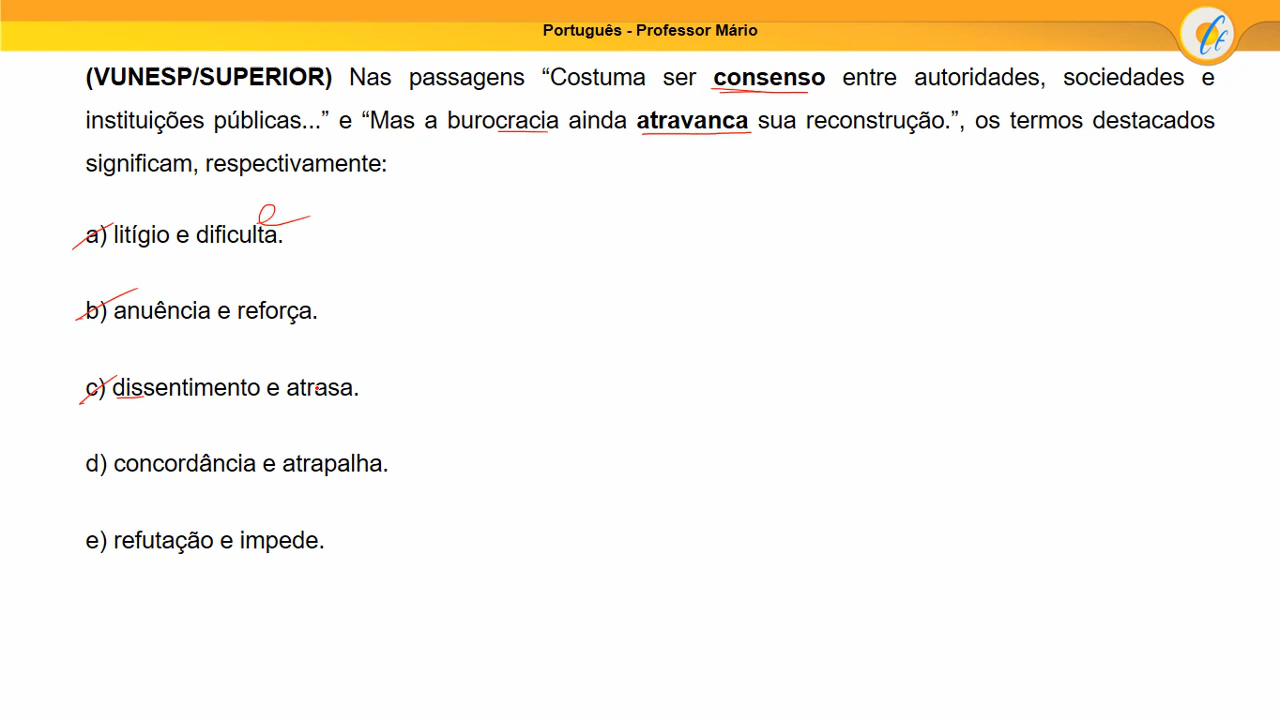 Português - Professor Mário
(VUNESP/SUPERIOR) Nas passagens “Costuma ser consenso entre autoridades, sociedades e
instituições públicas...” e “Mas a burocracia ainda atravanca sua reconstrução.”, os termos destacados
significam, respectivamente:
a) litígio e dificulta.
b) anuência e reforça.
c) dissentimento e atrasa.
d) concordância e atrapalha.
e) refutação e impede.